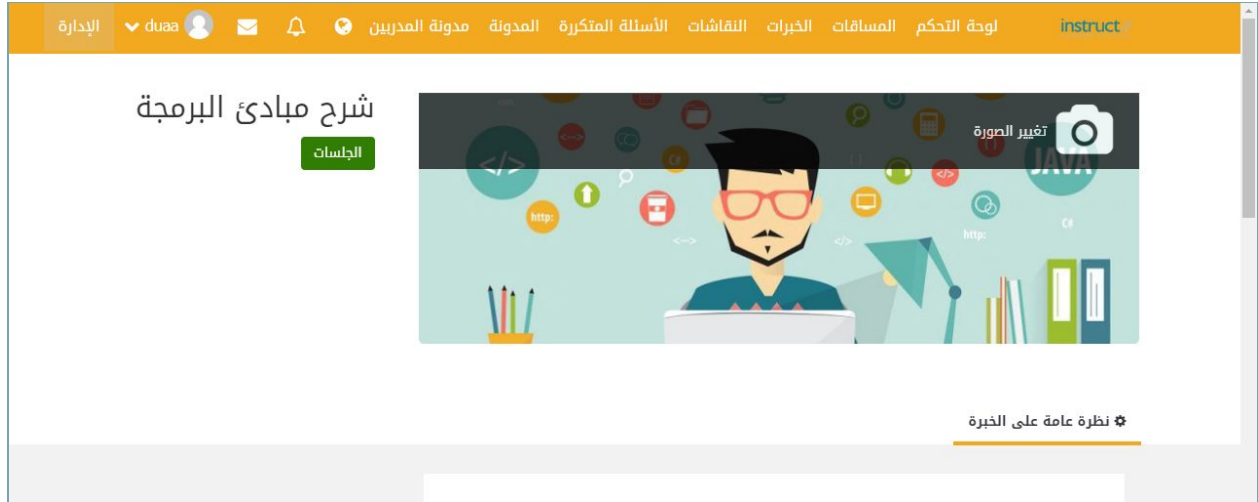 instruct
لوحة التحكم المساقات الخبرات النقاشات الأسئلة المتكررة المدونة مدونة المدربين duaa الإدارة
شرح مبادئ البرمجة
الجلسات
تغيير الصورة
</>
JAVA
C#
http:
</>
http:
C#
<-->
</>
نظرة عامة على الخبرة